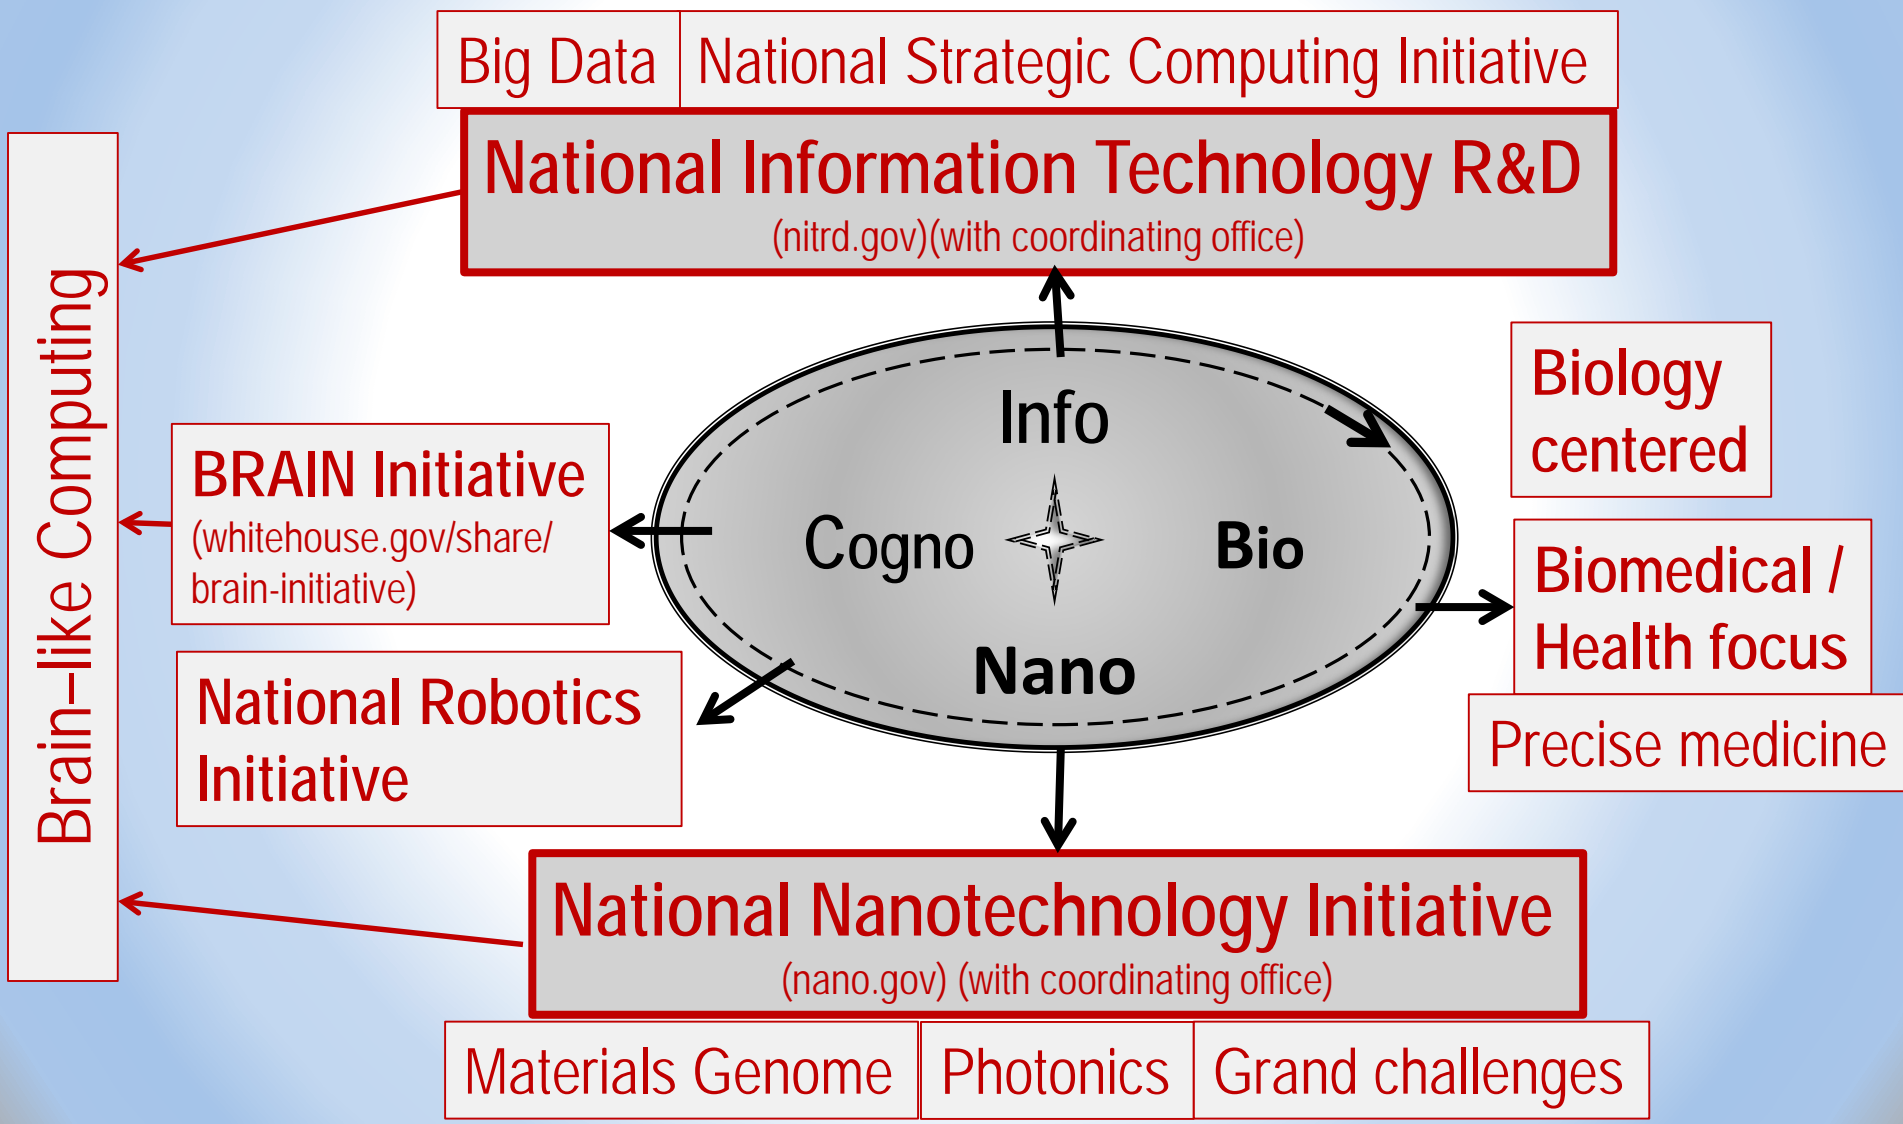 Big Data
National Strategic Computing Initiative
National Information Technology R&D
(nitrd.gov)(with coordinating office)
Brain–like Computing
BRAIN Initiative
(whitehouse.gov/share/
brain-initiative)
National Robotics
Initiative
Info
Cogno
Bio
Nano
Biology
centered
Biomedical /
Health focus
Precise medicine
National Nanotechnology Initiative
(nano.gov) (with coordinating office)
Materials Genome
Photonics
Grand challenges